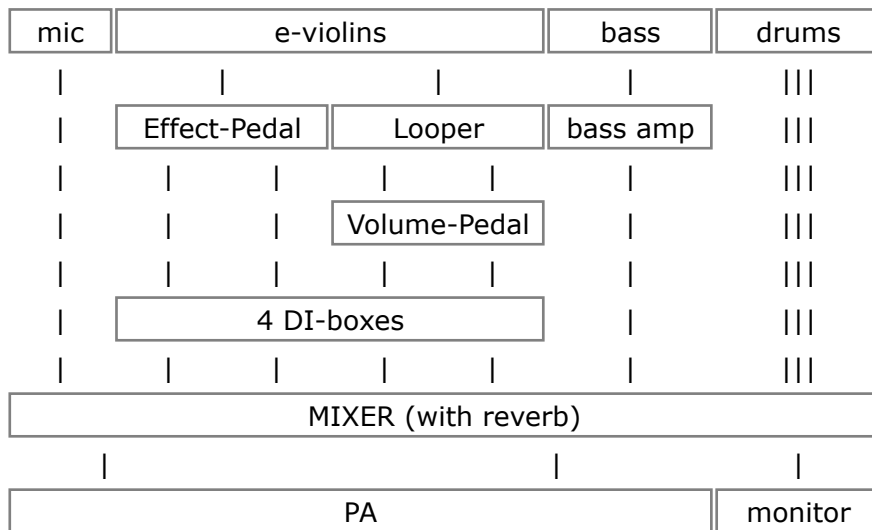 mic e-violins bass drums
| | | |||
| Effect-Pedal Looper bass amp |||
| | | | | | |||
| | | Volume-Pedal | |||
| | | | | | |||
| 4 DI-boxes | |||
| | | | | | |||
MIXER (with reverb)
| | |
PA monitor